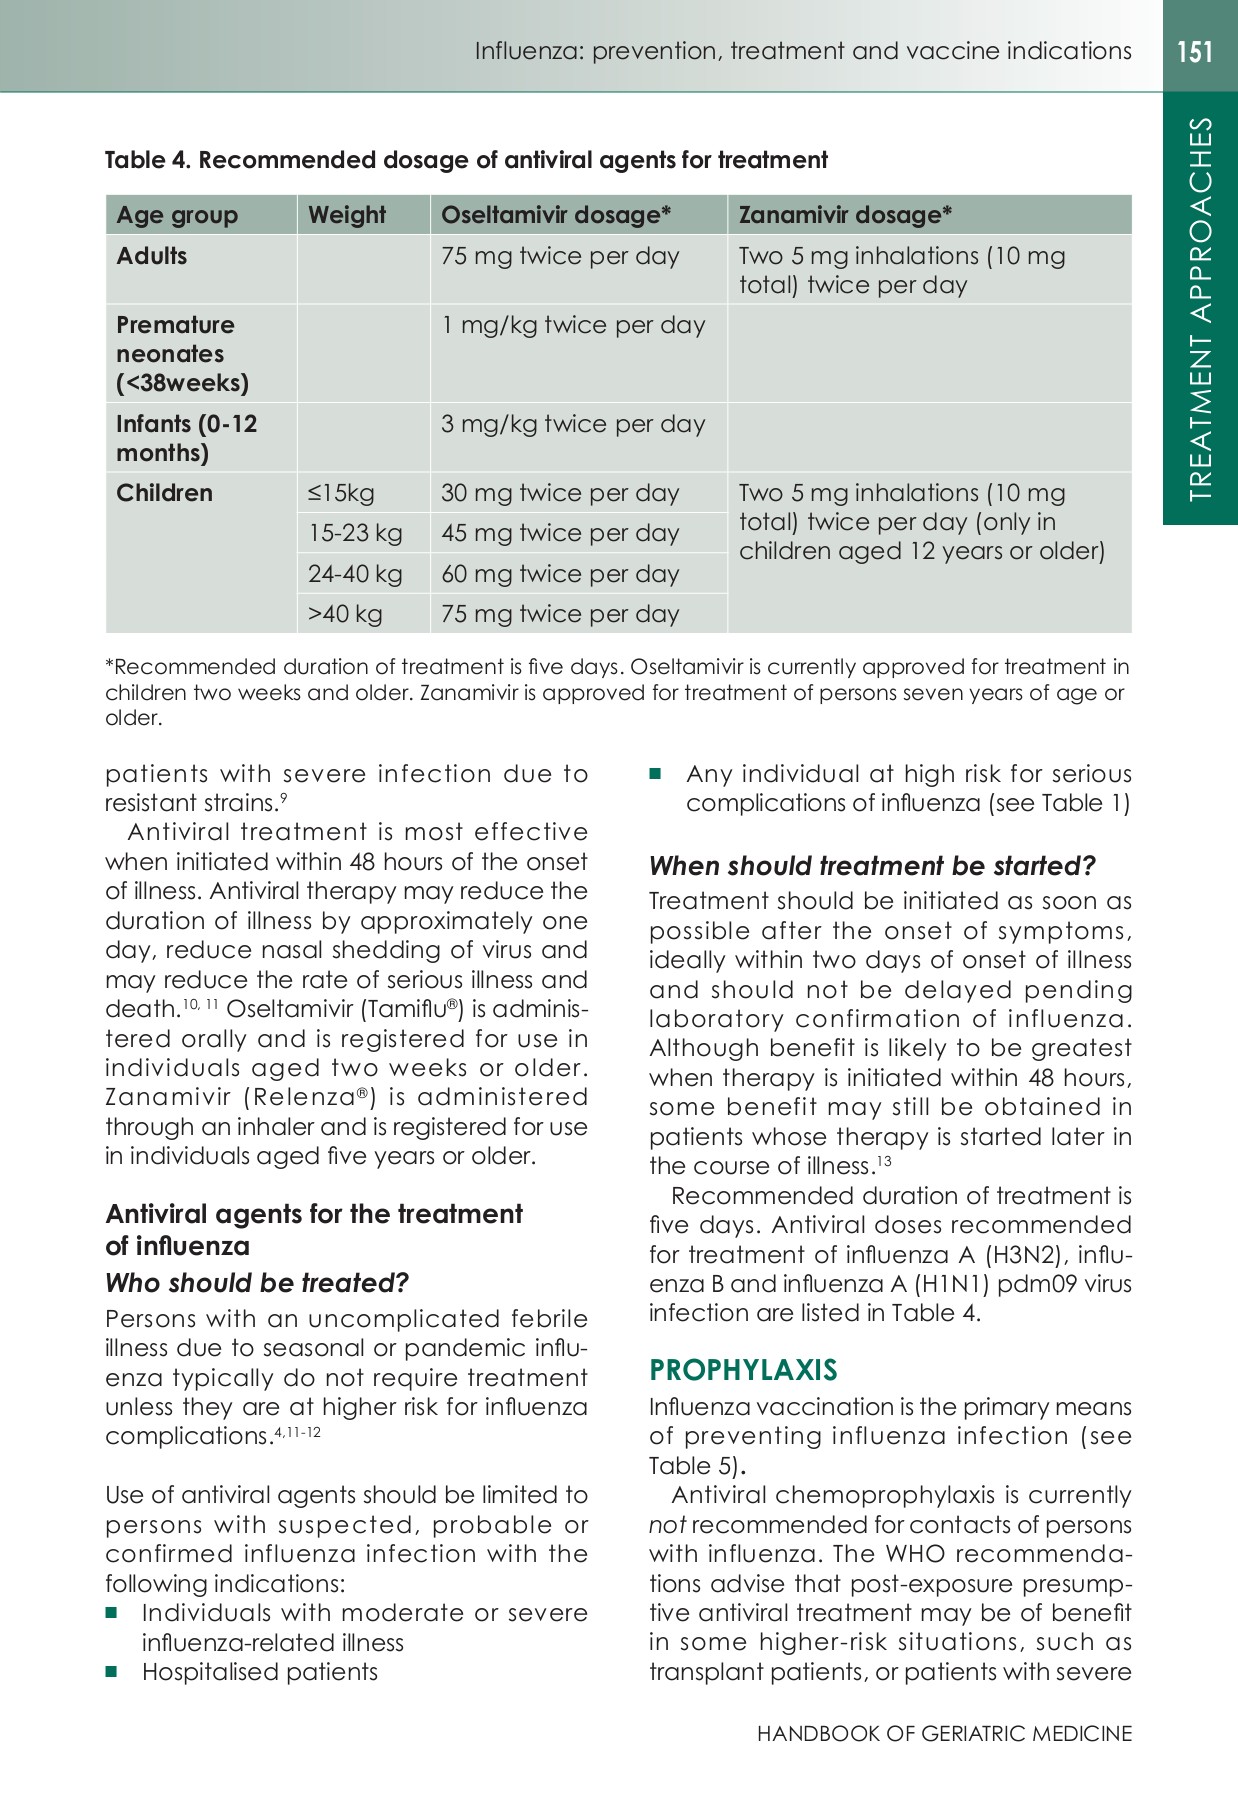 Influenza: prevention, treatment and vaccine indications
151
TREATMENT APPROACHES
Table 4. Recommended dosage of antiviral agents for treatment
Age group Weight Oseltamivir dosage* Zanamivir dosage*
Adults 75 mg twice per day Two 5 mg inhalations (10 mg
total) twice per day
Premature 1 mg/kg twice per day
neonates
(<38weeks)
Infants (0-12 3 mg/kg twice per day
months)
Children ≤15kg 30 mg twice per day Two 5 mg inhalations (10 mg
total) twice per day (only in
15-23 kg 45 mg twice per day
children aged 12 years or older)
24-40 kg 60 mg twice per day
>40 kg 75 mg twice per day
*Recommended duration of treatment is five days. Oseltamivir is currently approved for treatment in
children two weeks and older. Zanamivir is approved for treatment of persons seven years of age or
older.
patients with severe infection due to
resistant strains.9
Antiviral treatment is most effective
when initiated within 48 hours of the onset
of illness. Antiviral therapy may reduce the
duration of illness by approximately one
day, reduce nasal shedding of virus and
may reduce the rate of serious illness and
death.10, 11 Oseltamivir (Tamiflu®) is adminis-
tered orally and is registered for use in
individuals aged two weeks or older.
Zanamivir (Relenza®) is administered
through an inhaler and is registered for use
in individuals aged five years or older.
Antiviral agents for the treatment
of influenza
Who should be treated?
Persons with an uncomplicated febrile
illness due to seasonal or pandemic influ-
enza typically do not require treatment
unless they are at higher risk for influenza
complications.4,11-12
Use of antiviral agents should be limited to
persons with suspected, probable or
confirmed influenza infection with the
following indications:
■ Individuals with moderate or severe
influenza-related illness
■ Hospitalised patients
■ Any individual at high risk for serious
complications of influenza (see Table 1)
When should treatment be started?
Treatment should be initiated as soon as
possible after the onset of symptoms,
ideally within two days of onset of illness
and should not be delayed pending
laboratory confirmation of influenza.
Although benefit is likely to be greatest
when therapy is initiated within 48 hours,
some benefit may still be obtained in
patients whose therapy is started later in
the course of illness.13
Recommended duration of treatment is
five days. Antiviral doses recommended
for treatment of influenza A (H3N2), influ-
enza B and influenza A (H1N1) pdm09 virus
infection are listed in Table 4.
PROPHYLAXIS
Influenza vaccination is the primary means
of preventing influenza infection (see
Table 5).
Antiviral chemoprophylaxis is currently
not recommended for contacts of persons
with influenza. The WHO recommenda-
tions advise that post-exposure presump-
tive antiviral treatment may be of benefit
in some higher-risk situations, such as
transplant patients, or patients with severe
HANDBOOK OF GERIATRIC MEDICINE